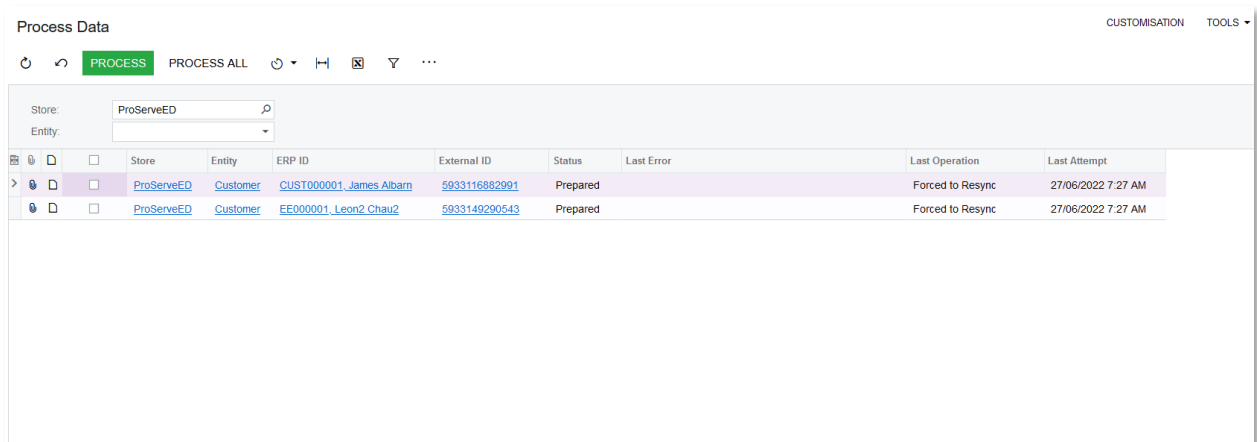 Process Data
CUSTOMISATION TOOLS
PROCESS PROCESS ALL
Store: ProServeED
Entity:
Store Entity ERP ID External ID Status Last Error Last Operation Last Attempt
ProServeED Customer CUST000001, James Albarn 5933116882991 Prepared Forced to Resync 27/06/2022 7:27 AM
ProServeED Customer EE000001, Leon2 Chau2 5933149290543 Prepared Forced to Resync 27/06/2022 7:27 AM